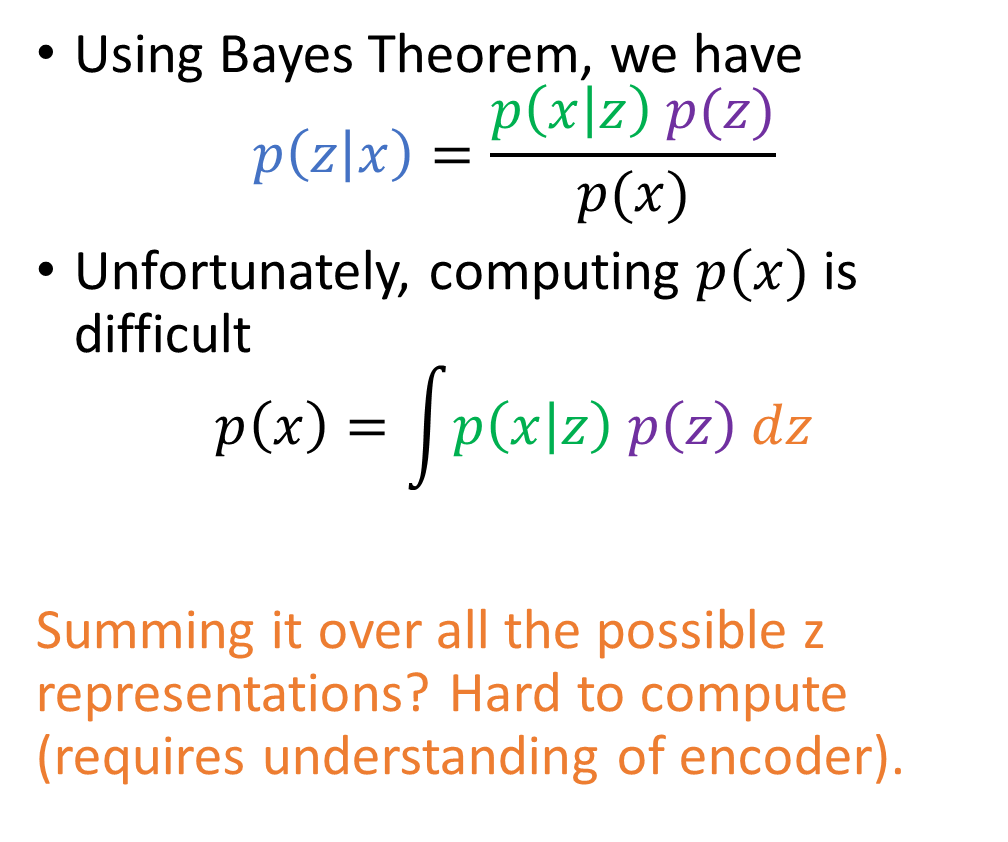 • Using Bayes Theorem, we have
p(z|x) = p(x|z) p(z) / p(x)
• Unfortunately, computing p(x) is
difficult
p(x) = ∫ p(x|z) p(z) dz
Summing it over all the possible z
representations? Hard to compute
(requires understanding of encoder).